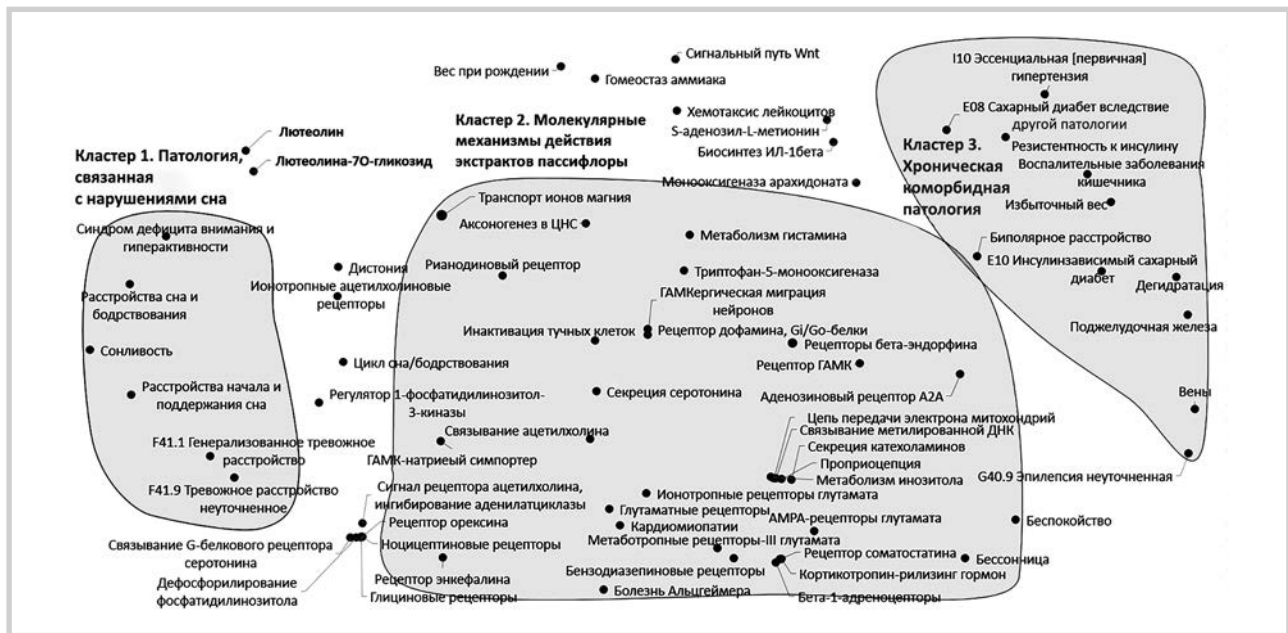 Сигнальный путь Wnt
Вес при рождении
Гомеостаз аммиака
Хемотаксис лейкоцитов
S-аденозил-L-метионин
Биосинтез ИЛ-1бета
Монооксигеназа арахидоната
Лютеолин
Лютеолина-7О-гликозид
Кластер 1. Патология,
связанная
с нарушениями сна
Синдром дефицита внимания и
гиперактивности
Расстройства сна и
бодрствования
Сонливость
Расстройства начала и
поддержания сна
F41.1 Генерализованное тревожное
расстройство
F41.9 Тревожное расстройство
неуточненное
Дистония
Ионотропные ацетилхолиновые
рецепторы
Цикл сна/бодрствования
Регулятор 1-фосфатидилинозитол-
3-киназы
Кластер 2. Молекулярные
механизмы действия
экстрактов пассифлоры
Транспорт ионов магния
Аксоногенез в ЦНС
Метаболизм гистамина
Рианодиновый рецептор
Триптофан-5-монооксигеназа
ГАМКергическая миграция
нейронов
Инактивация тучных клеток
Рецептор дофамина, Gi/Go-белки
Рецепторы бета-эндорфина
Рецептор ГАМК
Секреция серотонина
Аденозиновый рецептор А2А
Цепь передачи электрона митохондрий
Связывание метилированной ДНК
Секреция катехоламинов
Проприоцепция
Метаболизм инозитола
Связывание ацетилхолина
ГАМК-натриеый симпортер
Сигнал рецептора ацетилхолина,
ингибирование аденилатциклазы
Рецептор орексина
Связывание G-белкового рецептора
серотонина
Ноцицептиновые рецепторы
Дефосфорилирование
фосфатидилинозитола
Рецептор энкефалина
Глициновые рецепторы
Ионотропные рецепторы глутамата
Глутаматные рецепторы
Кардиомиопатии
АМРА-рецепторы глутамата
Метаботропные рецепторы-III глутамата
Бензодиазепиновые рецепторы
Рецептор соматостатина
Кортикотропин-рилизинг гормон
Болезнь Альцгеймера
Бета-1-адреноцепторы
Беспокойство
Бессонница
I10 Эссенциальная [первичная]
гипертензия
E08 Сахарный диабет вследствие
другой патологии
Кластер 3.
Хроническая
коморбидная
патология
Резистентность к инсулину
Воспалительные заболевания
кишечника
Избыточный вес
Биполярное расстройство
E10 Инсулинзависимый сахарный
диабет
Дегидратация
Поджелудочная железа
Вены
G40.9 Эпилепсия неуточненная